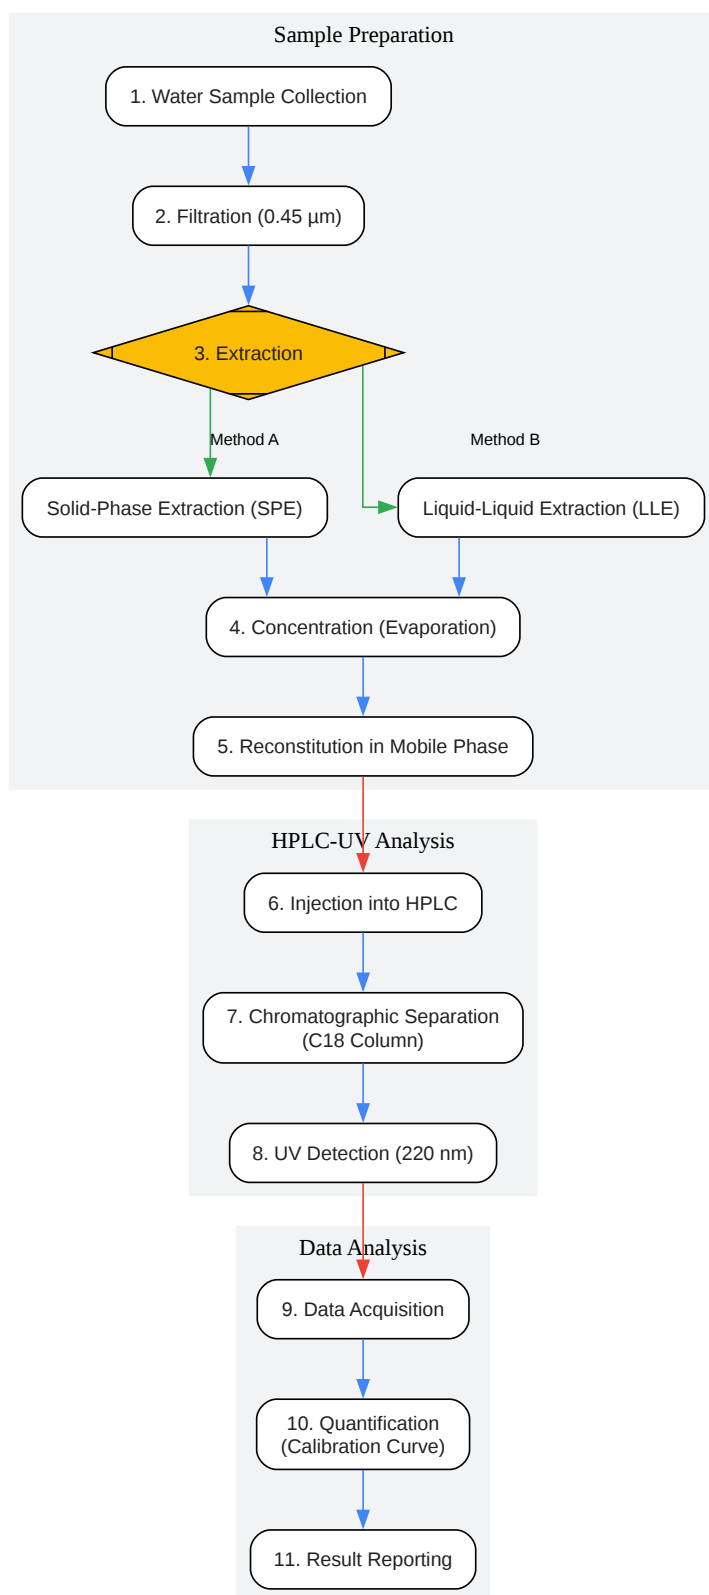 Sample Preparation
1. Water Sample Collection
2. Filtration (0.45 µm)
3. Extraction
Method A
Method B
Solid-Phase Extraction (SPE)
Liquid-Liquid Extraction (LLE)
4. Concentration (Evaporation)
5. Reconstitution in Mobile Phase
HPLC-UV Analysis
6. Injection into HPLC
7. Chromatographic Separation
(C18 Column)
8. UV Detection (220 nm)
Data Analysis
9. Data Acquisition
10. Quantification
(Calibration Curve)
11. Result Reporting